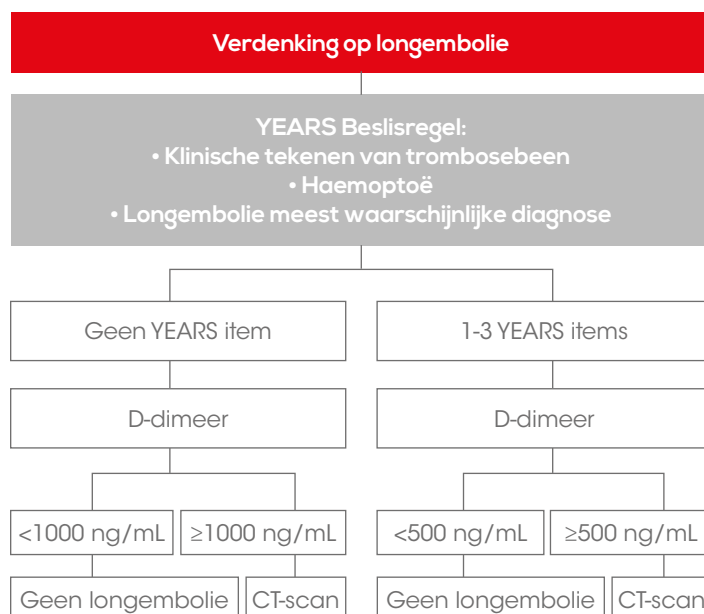 Verdenking op longembolie
YEARS Beslisregel:
• Klinische tekenen van trombosebeen
• Haemoptoë
• Longembolie meest waarschijnlijke diagnose
Geen YEARS item
1-3 YEARS items
D-dimeer
D-dimeer
<1000 ng/mL
≥1000 ng/mL
<500 ng/mL
≥500 ng/mL
Geen longembolie
CT-scan
Geen longembolie
CT-scan